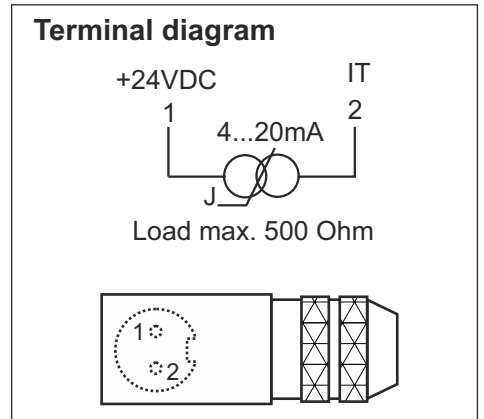 Terminal diagram
+24VDC IT
1 2
4...20mA
J
Load max. 500 Ohm
1
2